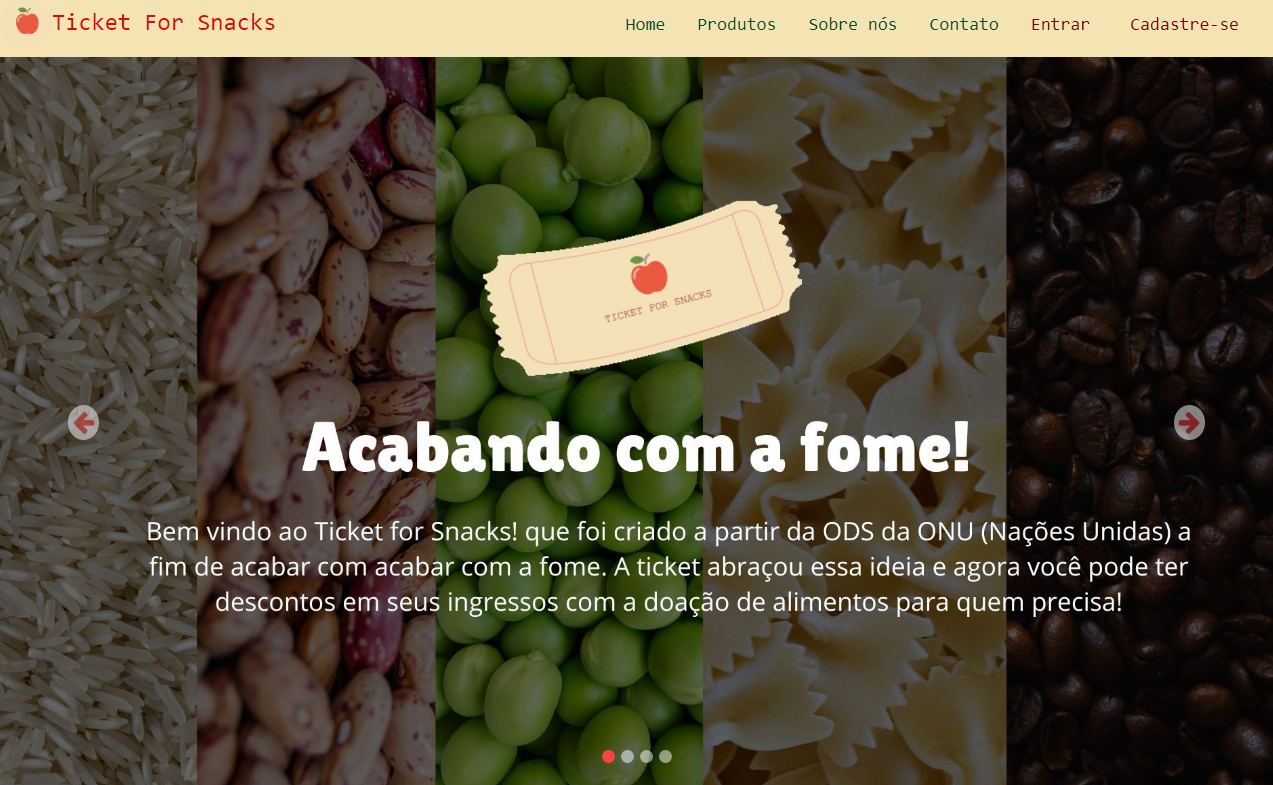 Ticket For Snacks
Home Produtos Sobre nós Contato Entrar Cadastre-se
TICKET FOR SNACKS
Acabando com a fome!
Bem vindo ao Ticket for Snacks! que foi criado a partir da ODS da ONU (Nações Unidas) a
fim de acabar com acabar com a fome. A ticket abraçou essa ideia e agora você pode ter
descontos em seus ingressos com a doação de alimentos para quem precisa!